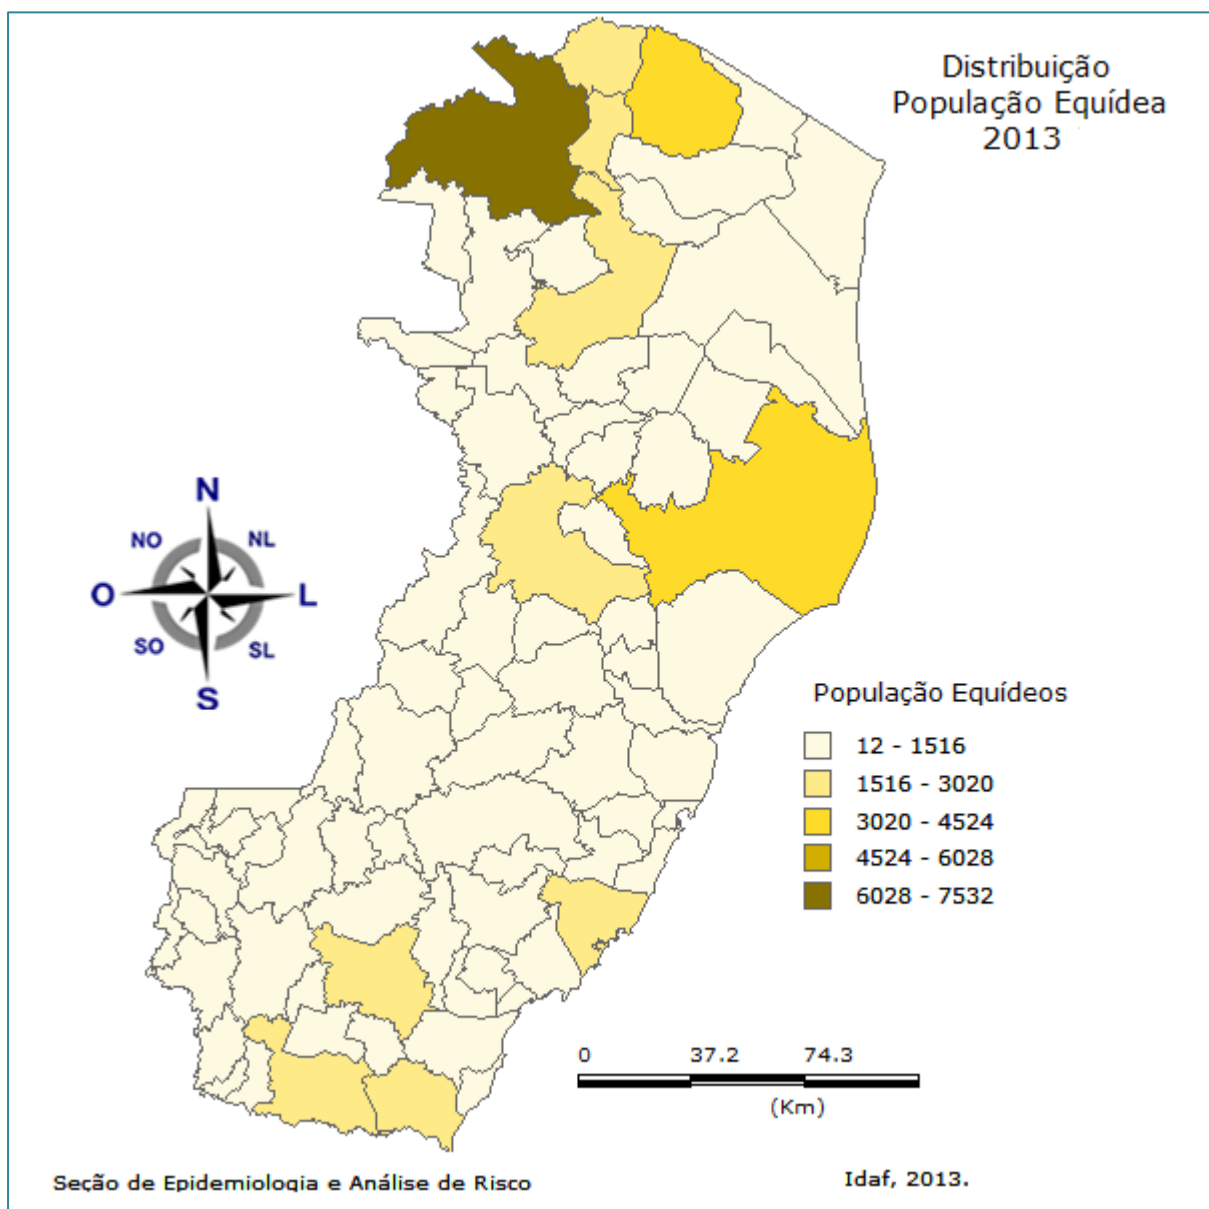 Distribuição
População Equídea
2013
N
NO
NL
O
L
SO
SL
S
População Equídeos
12 - 1516
1516 - 3020
3020 - 4524
4524 - 6028
6028 - 7532
0 37.2 74.3
(Km)
Seção de Epidemiologia e Análise de Risco
Idaf, 2013.